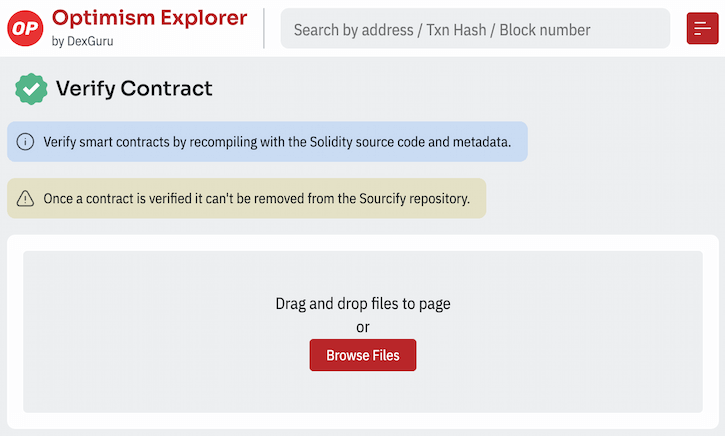 OP
Optimism Explorer
by DexGuru
Search by address / Txn Hash / Block number
Verify Contract
Verify smart contracts by recompiling with the Solidity source code and metadata.
Once a contract is verified it can't be removed from the Sourcify repository.
Drag and drop files to page
or
Browse Files